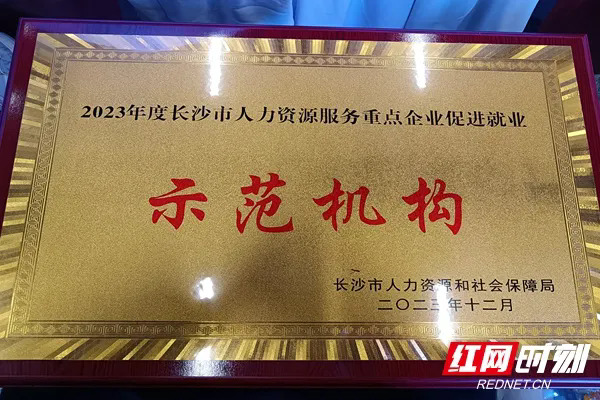 2023年度长沙市人力资源服务重点企业促进就业
示范机构
长沙市人力资源和社会保障局
二〇二三年十二月
红网时刻
REDNET.CN